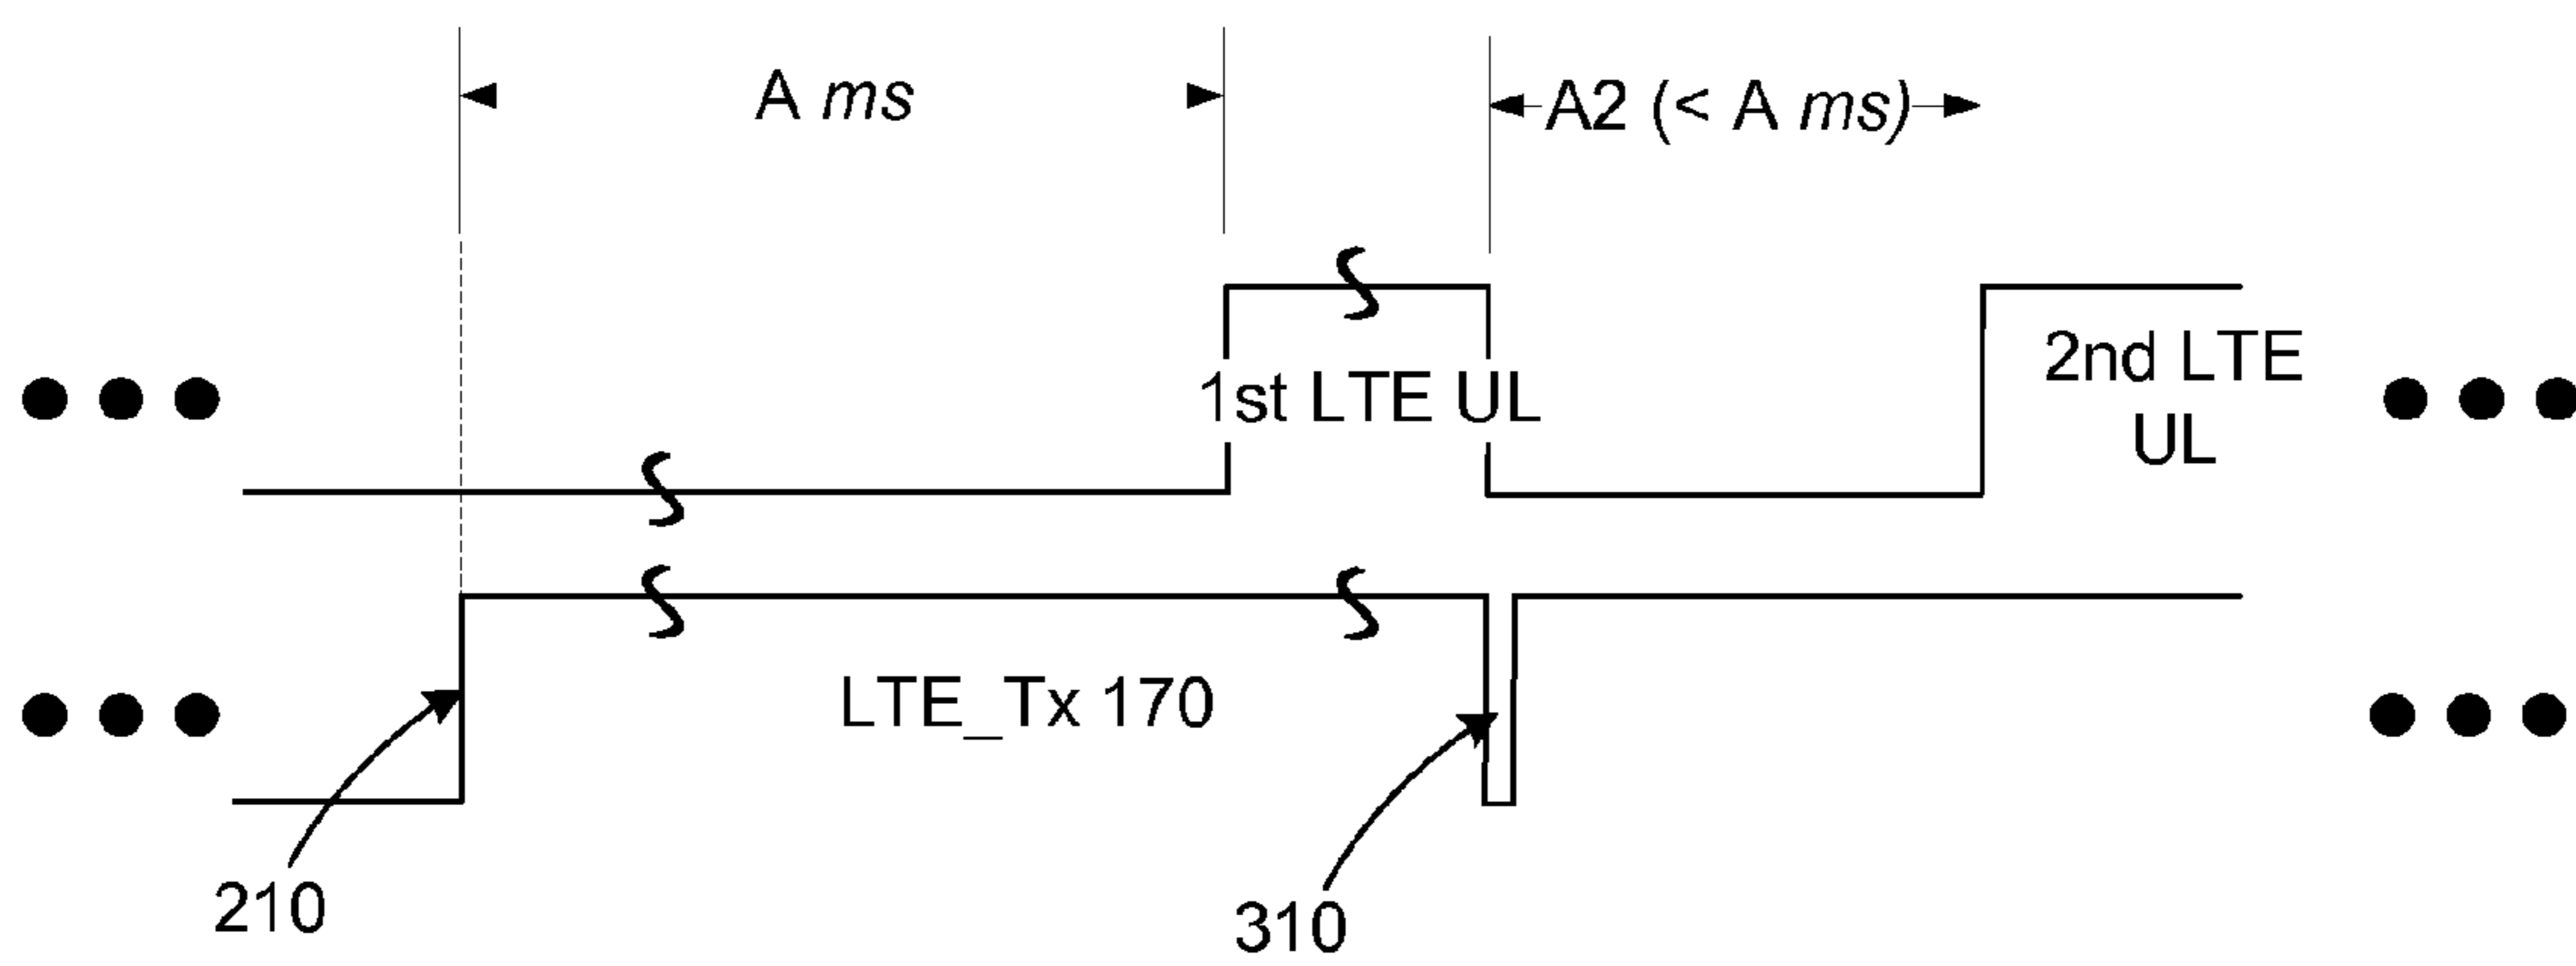 A ms
A2 (< A ms)
1st LTE UL
2nd LTE
UL
LTE_Tx 170
210
310